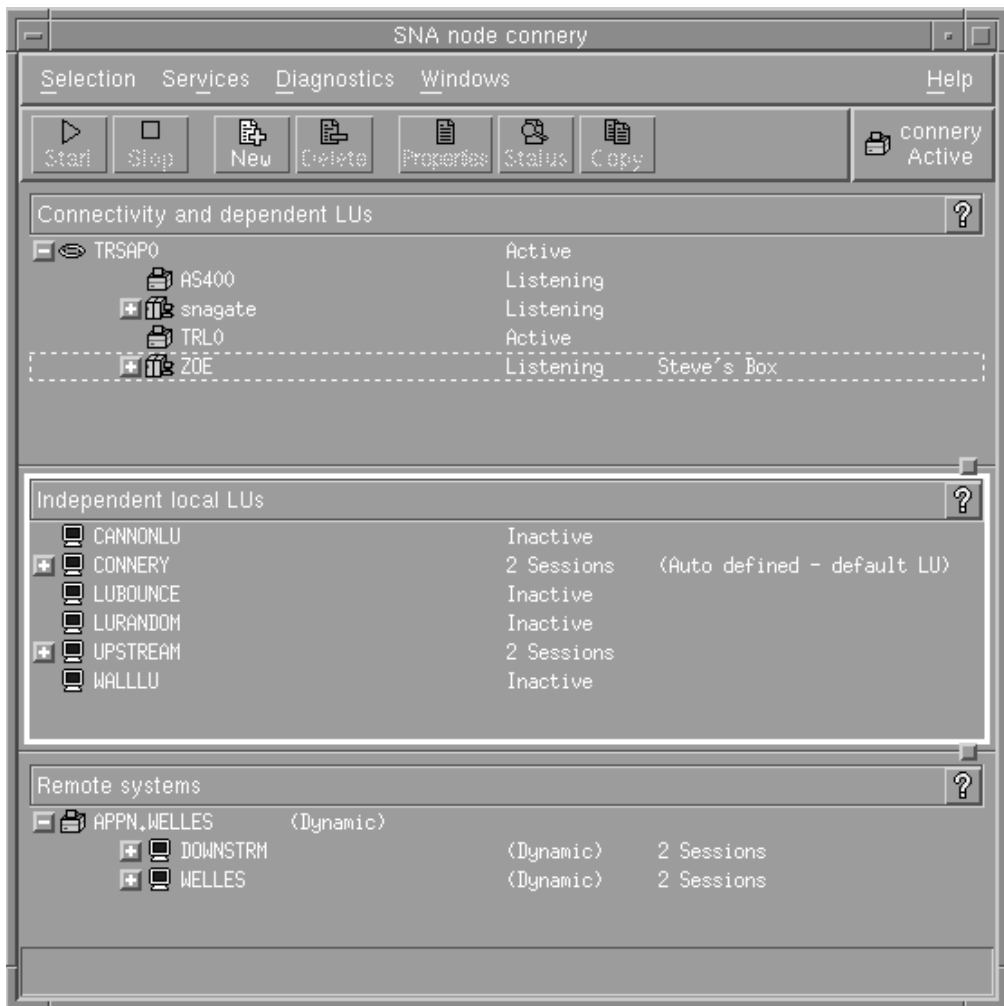 SNA node connery
Selection Services Diagnostics Windows Help
Start Stop New Delete Properties Status Copy connery Active
Connectivity and dependent LUs ?
TRSAP0 Active
AS400 Listening
snagate Listening
TRL0 Active
ZOE Listening Steve's Box
Independent local LUs ?
CANNONLU Inactive
CONNERY 2 Sessions (Auto defined - default LU)
LUBOUNCE Inactive
LURANDOM Inactive
UPSTREAM 2 Sessions
WALLLU Inactive
Remote systems ?
APPN.WELLES (Dynamic)
DOWNSTRM (Dynamic) 2 Sessions
WELLES (Dynamic) 2 Sessions